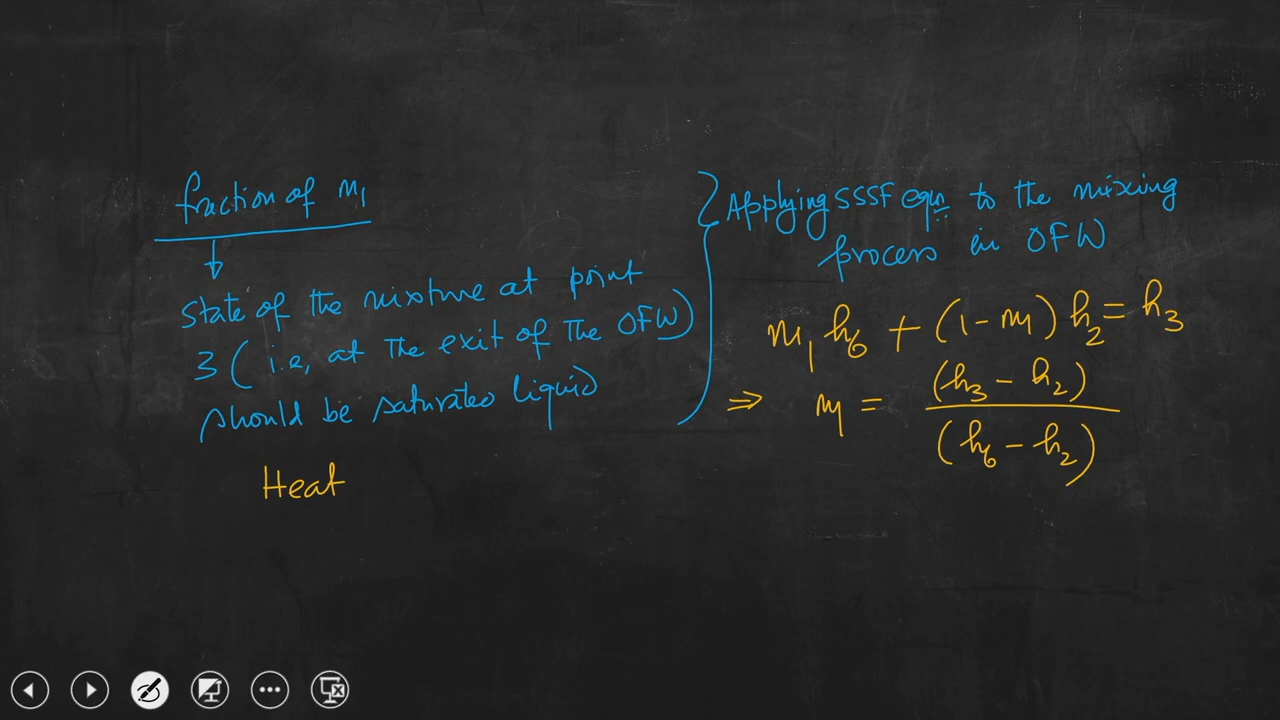 fraction of m₁
State of the mixture at point
3 (i.e, at the exit of the OFW)
should be saturated liquid
Heat
Applying SSSF eqn to the mixing
process in OFW
m₁ h₆ + (1 - m₁) h₂ = h₃
⇒ m₁ = (h₃ - h₂) / (h₆ - h₂)